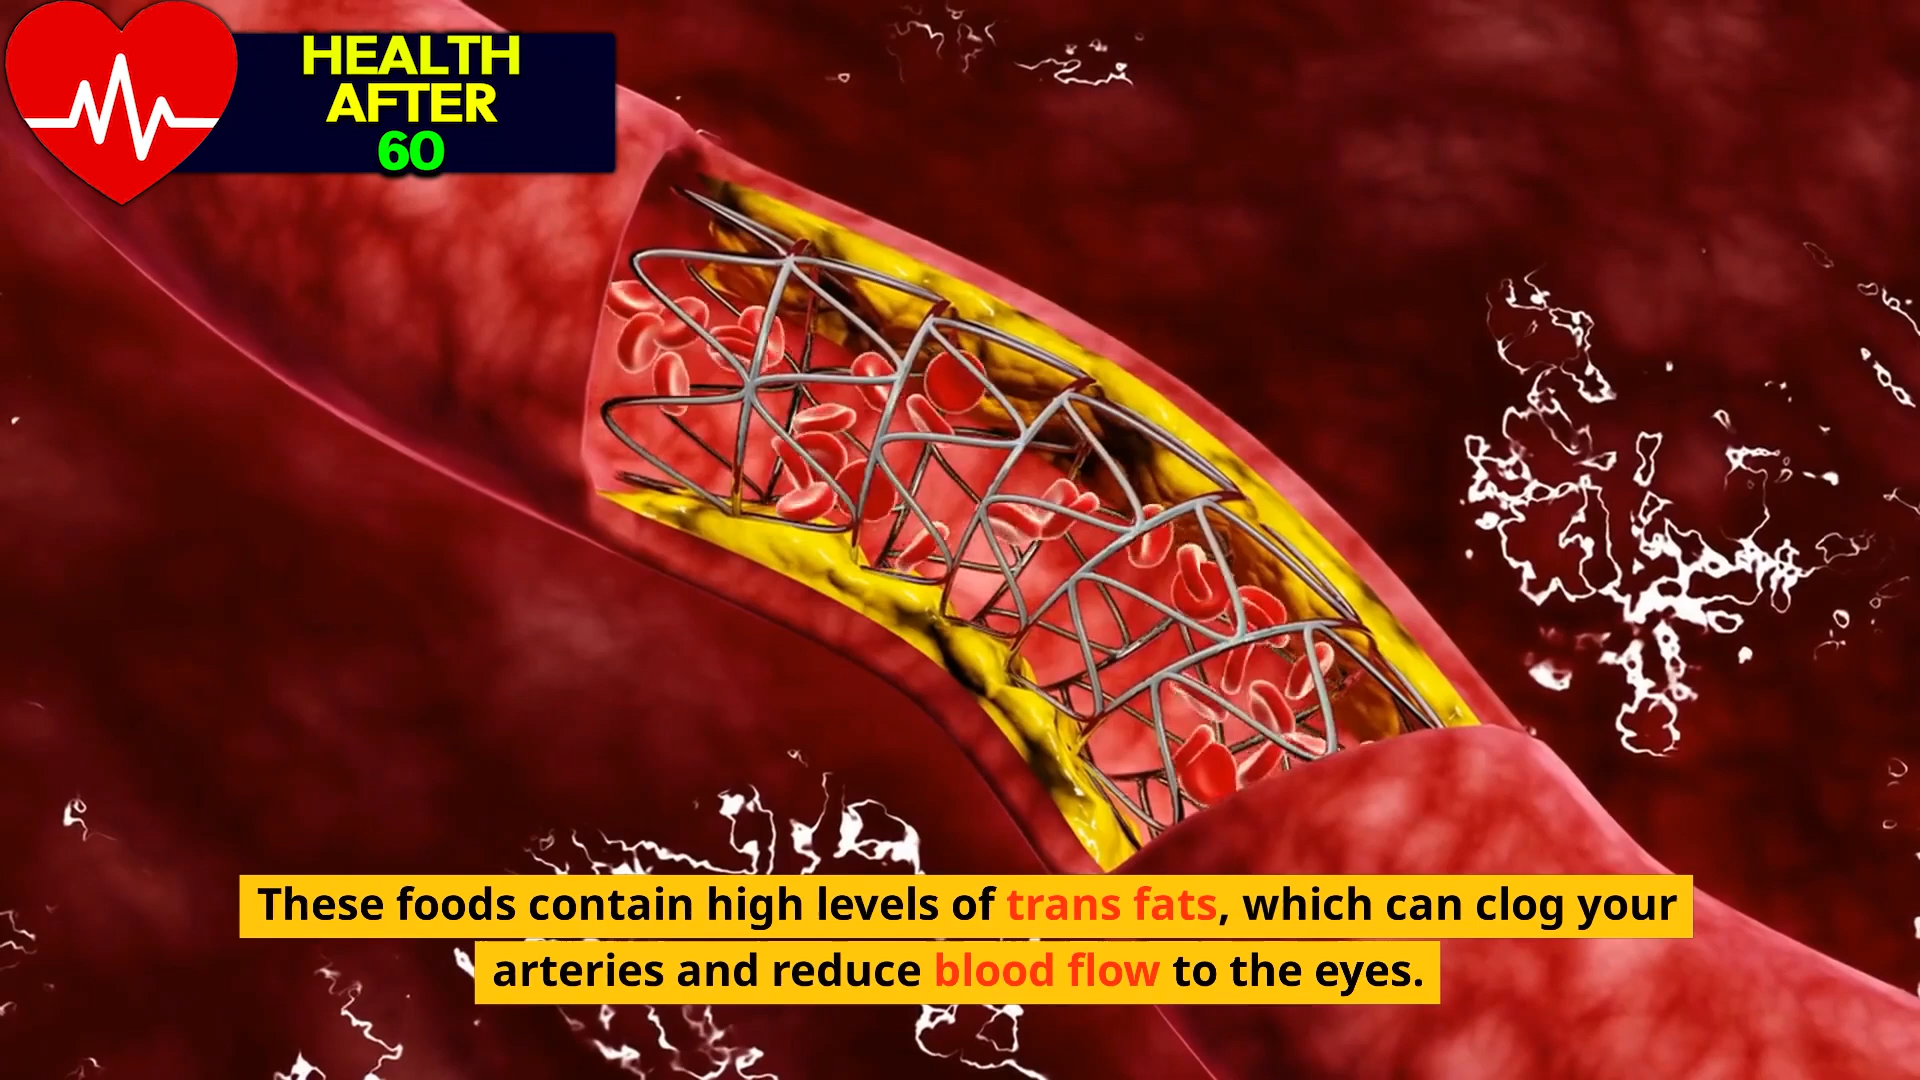 HEALTH
AFTER
60
These foods contain high levels of trans fats, which can clog your
arteries and reduce blood flow to the eyes.